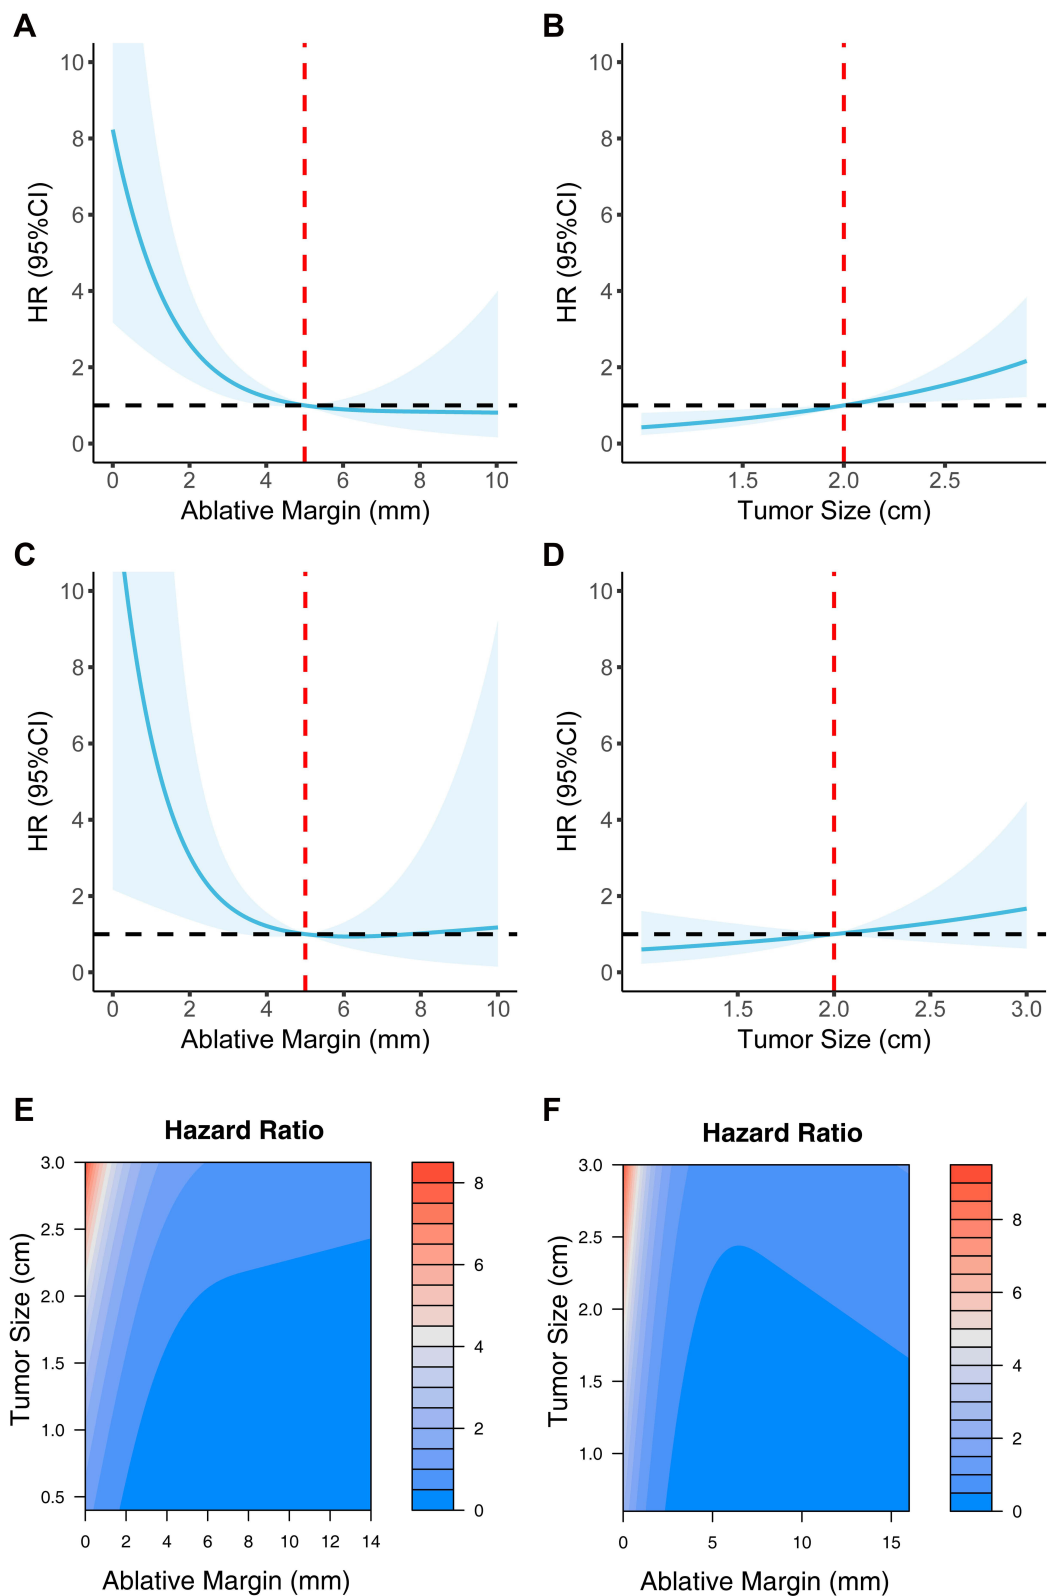 A
B
HR (95%CI)
10
8
6
4
2
0
0 2 4 6 8 10
Ablative Margin (mm)
HR (95%CI)
10
8
6
4
2
0
1.5 2.0 2.5
Tumor Size (cm)
C
D
HR (95%CI)
10
8
6
4
2
0
0 2 4 6 8 10
Ablative Margin (mm)
HR (95%CI)
10
8
6
4
2
0
1.5 2.0 2.5 3.0
Tumor Size (cm)
E
F
Hazard Ratio
Tumor Size (cm)
3.0
2.5
2.0
1.5
1.0
0.5
0 2 4 6 8 10 12 14
Ablative Margin (mm)
8
6
4
2
0
Hazard Ratio
Tumor Size (cm)
3.0
2.5
2.0
1.5
1.0
0 5 10 15
Ablative Margin (mm)
8
6
4
2
0